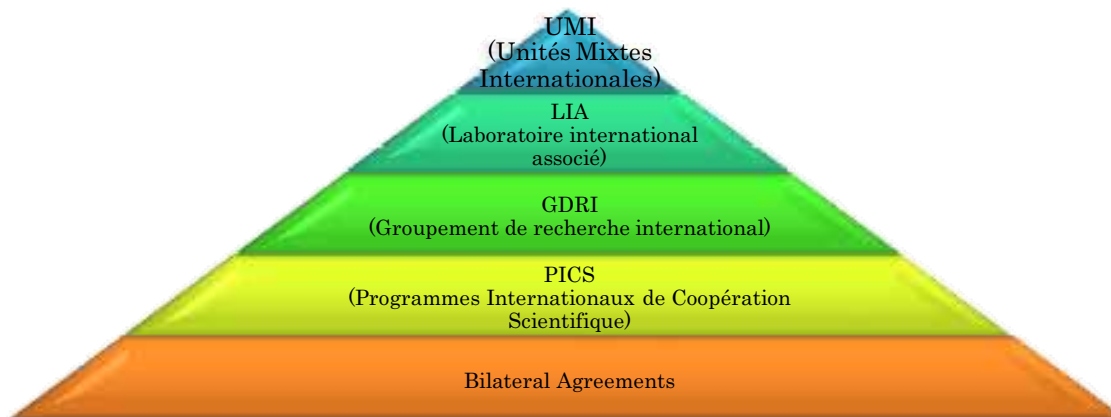 UMI
(Unités Mixtes
Internationales)
LIA
(Laboratoire international
associé)
GDRI
(Groupement de recherche international)
PICS
(Programmes Internationaux de Coopération
Scientifique)
Bilateral Agreements